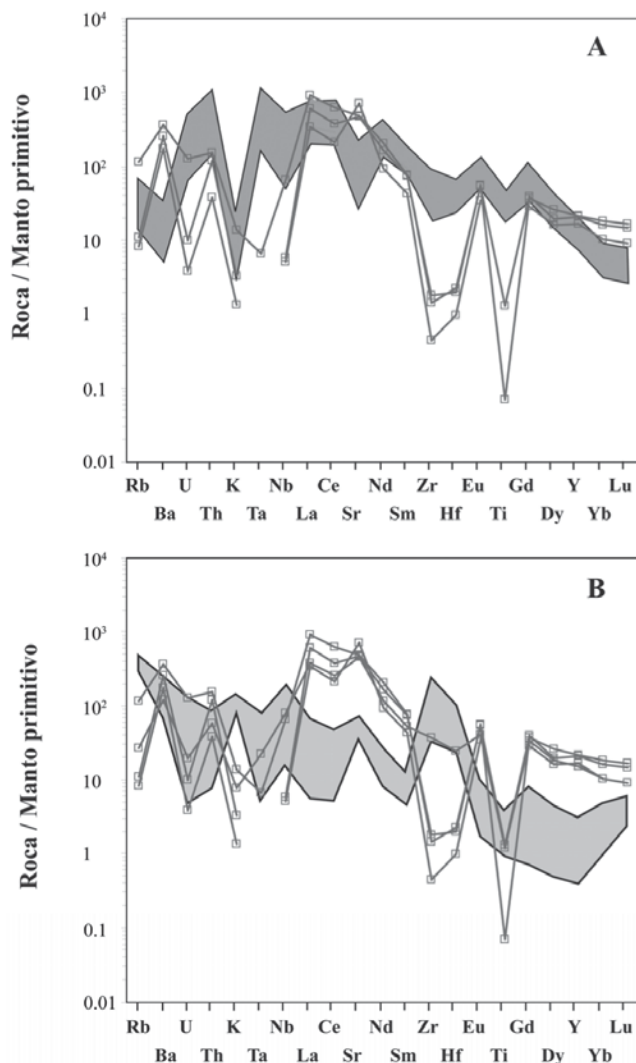 A
10⁴
10³
10²
10
1
0.1
0.01
Roca / Manto primitivo
Rb U K Nb Ce Nd Zr Eu Gd Y Lu
Ba Th Ta La Sr Sm Hf Ti Dy Yb
B
10⁴
10³
10²
10
1
0.1
0.01
Roca / Manto primitivo
Rb U K Nb Ce Nd Zr Eu Gd Y Lu
Ba Th Ta La Sr Sm Hf Ti Dy Yb